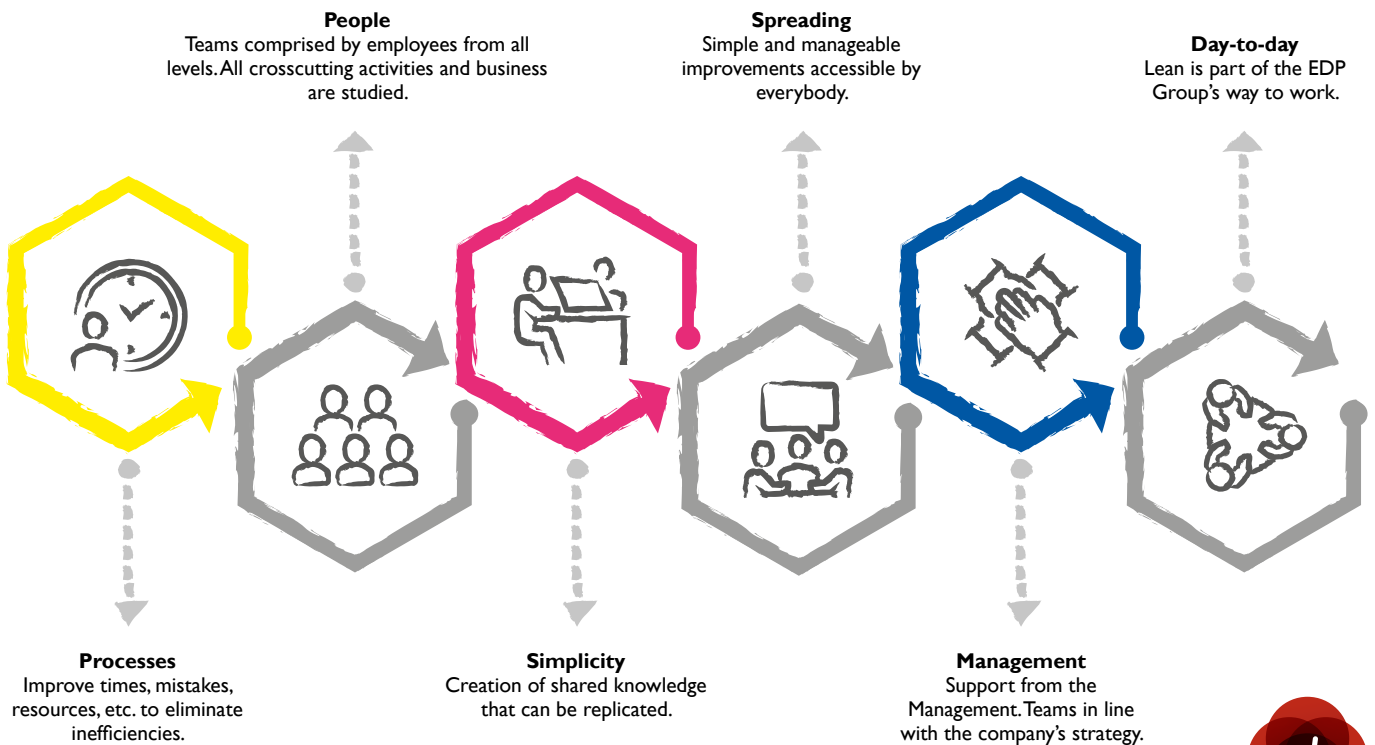 People
Teams comprised by employees from all
levels. All crosscutting activities and business
are studied.
Spreading
Simple and manageable
improvements accessible by
everybody.
Day-to-day
Lean is part of the EDP
Group's way to work.
Processes
Improve times, mistakes,
resources, etc. to eliminate
inefficiencies.
Simplicity
Creation of shared knowledge
that can be replicated.
Management
Support from the
Management. Teams in line
with the company's strategy.